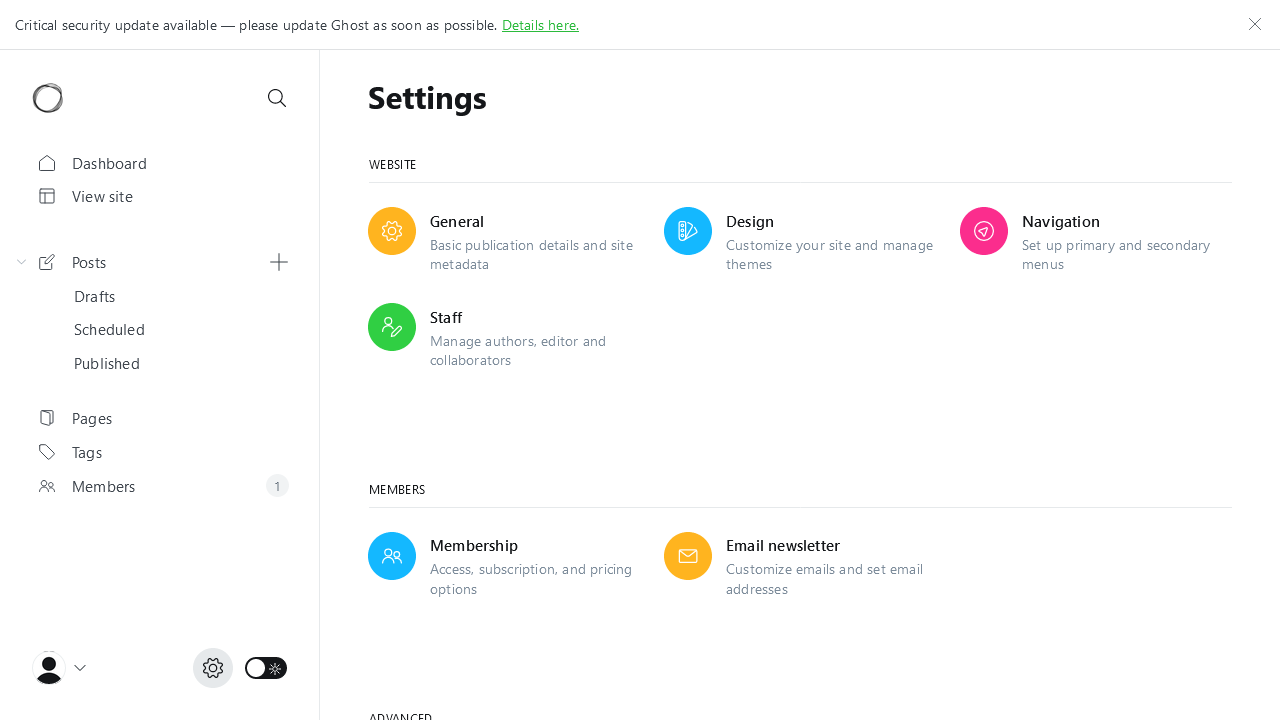 Critical security update available — please update Ghost as soon as possible. Details here.
Settings
Dashboard
View site
Posts
Drafts
Scheduled
Published
Pages
Tags
Members
1
WEBSITE
General
Basic publication details and site
metadata
Design
Customize your site and manage
themes
Navigation
Set up primary and secondary
menus
Staff
Manage authors, editor and
collaborators
MEMBERS
Membership
Access, subscription, and pricing
options
Email newsletter
Customize emails and set email
addresses
ADVANCED